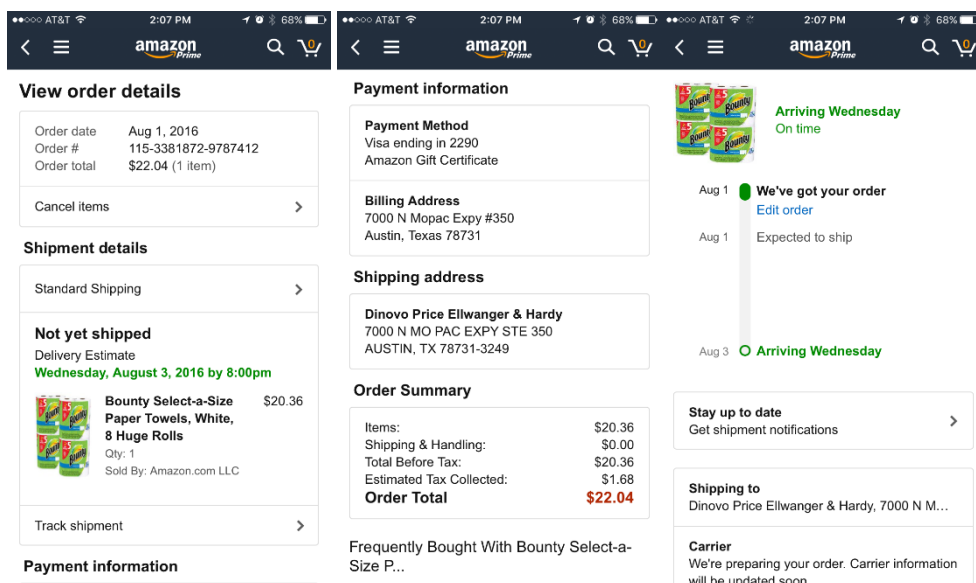 AT&T 2:07 PM 68%
amazon
Prime
0
View order details
Order date Aug 1, 2016
Order # 115-3381872-9787412
Order total $22.04 (1 item)
Cancel items
Shipment details
Standard Shipping
Not yet shipped
Delivery Estimate
Wednesday, August 3, 2016 by 8:00pm
Bounty Select-a-Size $20.36
Paper Towels, White,
8 Huge Rolls
Qty: 1
Sold By: Amazon.com LLC
Bounty
Track shipment
Payment information
AT&T 2:07 PM 68%
amazon
Prime
0
Payment information
Payment Method
Visa ending in 2290
Amazon Gift Certificate
Billing Address
7000 N Mopac Expy #350
Austin, Texas 78731
Shipping address
Dinovo Price Ellwanger & Hardy
7000 N MO PAC EXPY STE 350
AUSTIN, TX 78731-3249
Order Summary
Items: $20.36
Shipping & Handling: $0.00
Total Before Tax: $20.36
Estimated Tax Collected: $1.68
Order Total $22.04
Frequently Bought With Bounty Select-a-
Size P...
AT&T 2:07 PM 68%
amazon
Prime
0
Bounty
Bounty
Arriving Wednesday
On time
Aug 1 We've got your order
Edit order
Aug 1 Expected to ship
Aug 3 Arriving Wednesday
Stay up to date
Get shipment notifications
Shipping to
Dinovo Price Ellwanger & Hardy, 7000 N M...
Carrier
We're preparing your order. Carrier information
will be updated soon